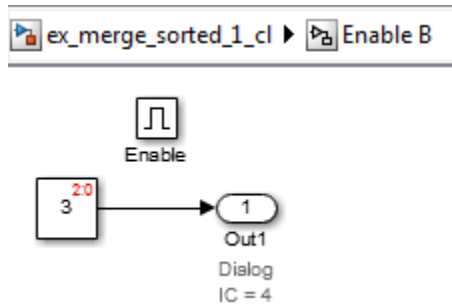 ex_merge_sorted_1_cl Enable B
Enable
2:0
3
1
Out1
Dialog
IC = 4